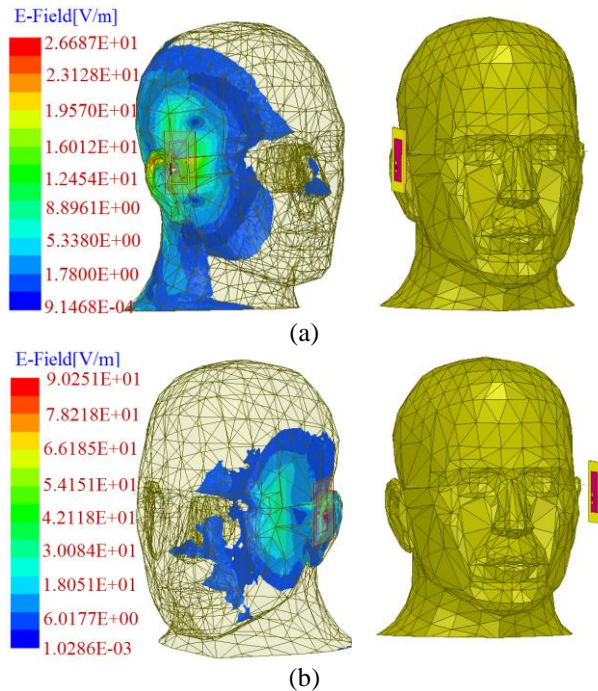 E-Field[V/m]
2.6687E+01
2.3128E+01
1.9570E+01
1.6012E+01
1.2454E+01
8.8961E+00
5.3380E+00
1.7800E+00
9.1468E-04
(a)
E-Field[V/m]
9.0251E+01
7.8218E+01
6.6185E+01
5.4151E+01
4.2118E+01
3.0084E+01
1.8051E+01
6.0177E+00
1.0286E-03
(b)